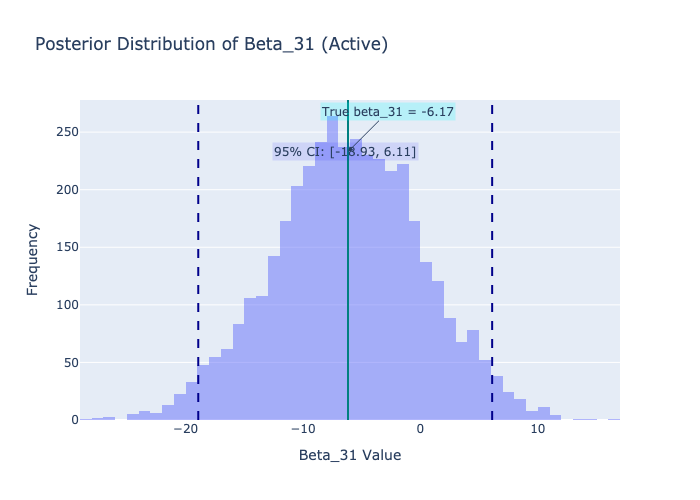 Posterior Distribution of Beta_31 (Active)
True beta_31 = -6.17
95% CI: [-18.93, 6.11]
250
200
150
100
50
0
Frequency
−20
−10
0
10
Beta_31 Value